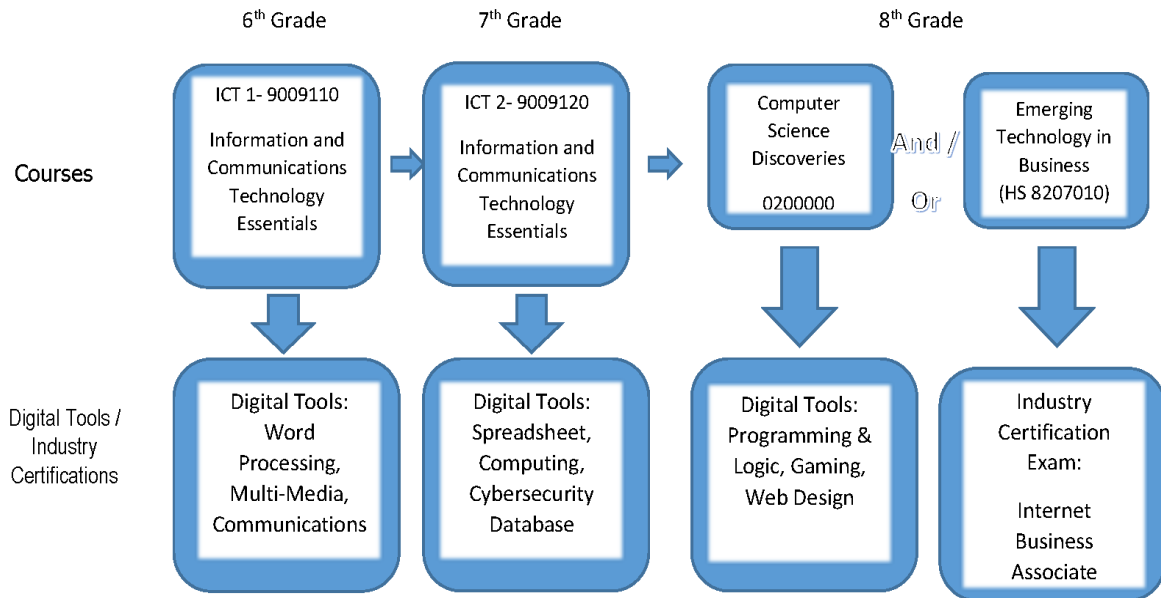 6th Grade
7th Grade
8th Grade
Courses
ICT 1- 9009110
Information and
Communications
Technology
Essentials
ICT 2- 9009120
Information and
Communications
Technology
Essentials
Computer
Science
Discoveries
0200000
And /
Or
Emerging
Technology in
Business
(HS 8207010)
Digital Tools /
Industry
Certifications
Digital Tools:
Word
Processing,
Multi-Media,
Communications
Digital Tools:
Spreadsheet,
Computing,
Cybersecurity
Database
Digital Tools:
Programming &
Logic, Gaming,
Web Design
Industry
Certification
Exam:
Internet
Business
Associate